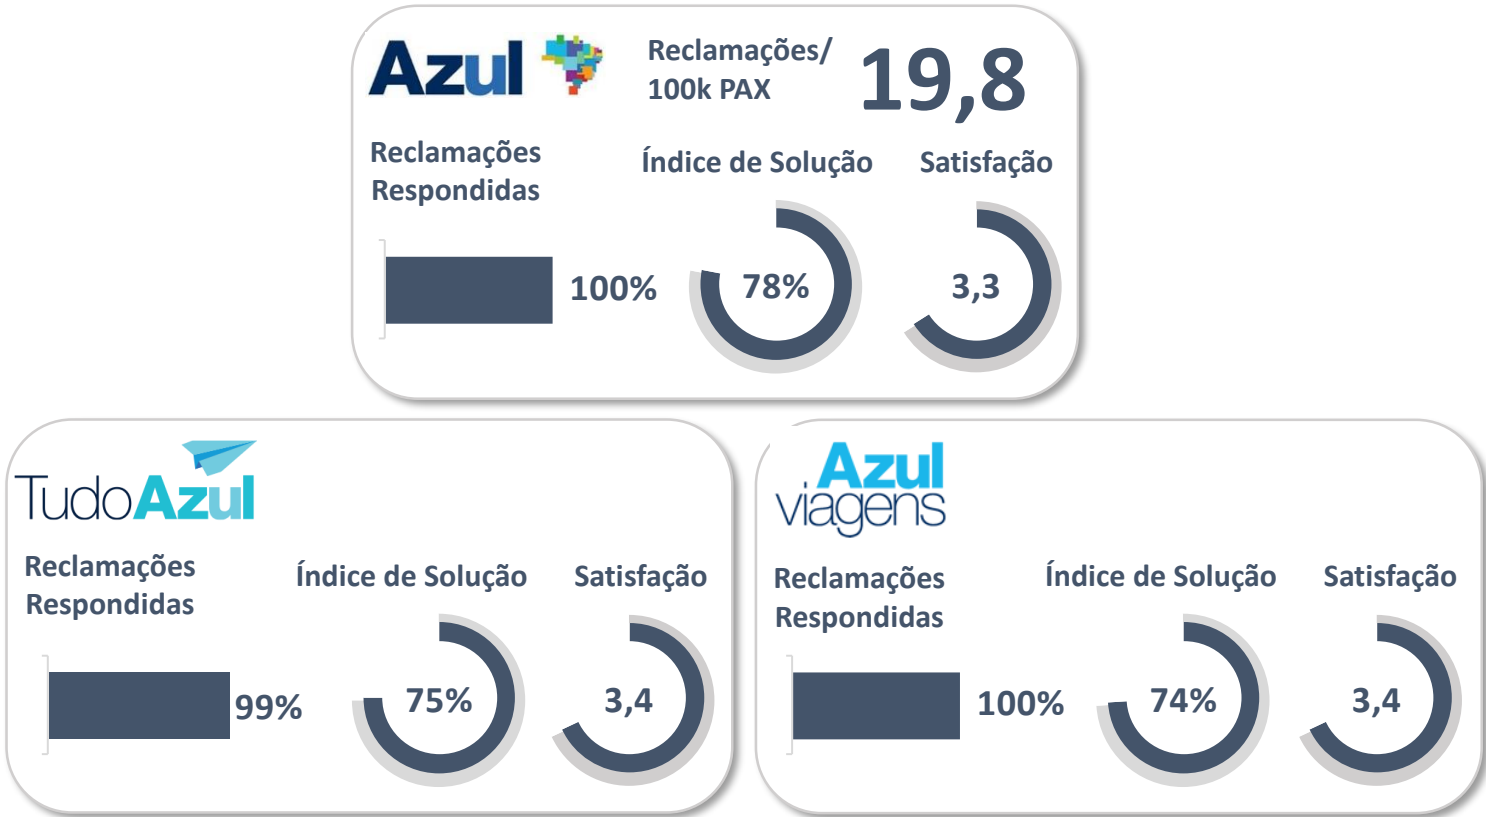 Azul
Reclamações/
100k PAX
19,8
Reclamações
Respondidas
Índice de Solução
Satisfação
100%
78%
3,3
TudoAzul
Reclamações
Respondidas
Índice de Solução
Satisfação
99%
75%
3,4
Azul
viagens
Reclamações
Respondidas
Índice de Solução
Satisfação
100%
74%
3,4